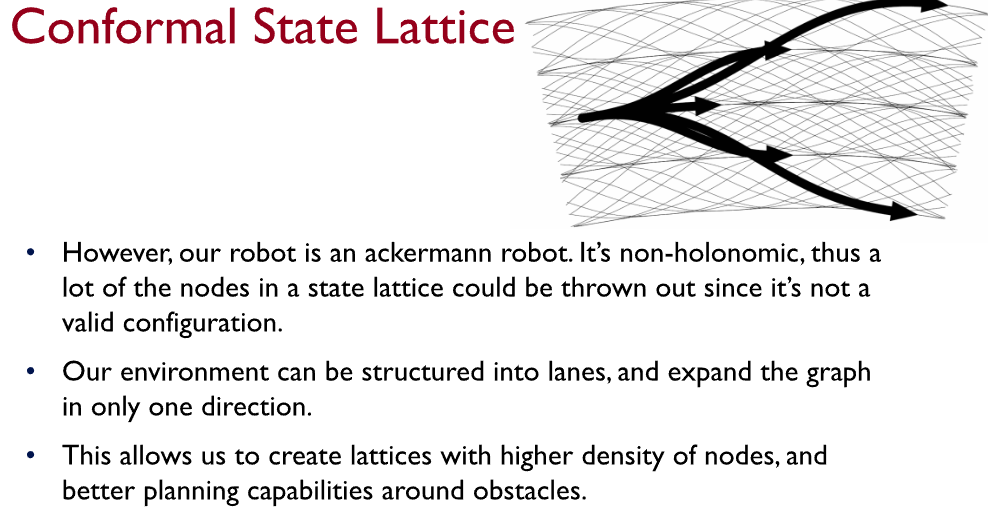 Conformal State Lattice
• However, our robot is an ackermann robot. It’s non-holonomic, thus a
lot of the nodes in a state lattice could be thrown out since it’s not a
valid configuration.
• Our environment can be structured into lanes, and expand the graph
in only one direction.
• This allows us to create lattices with higher density of nodes, and
better planning capabilities around obstacles.